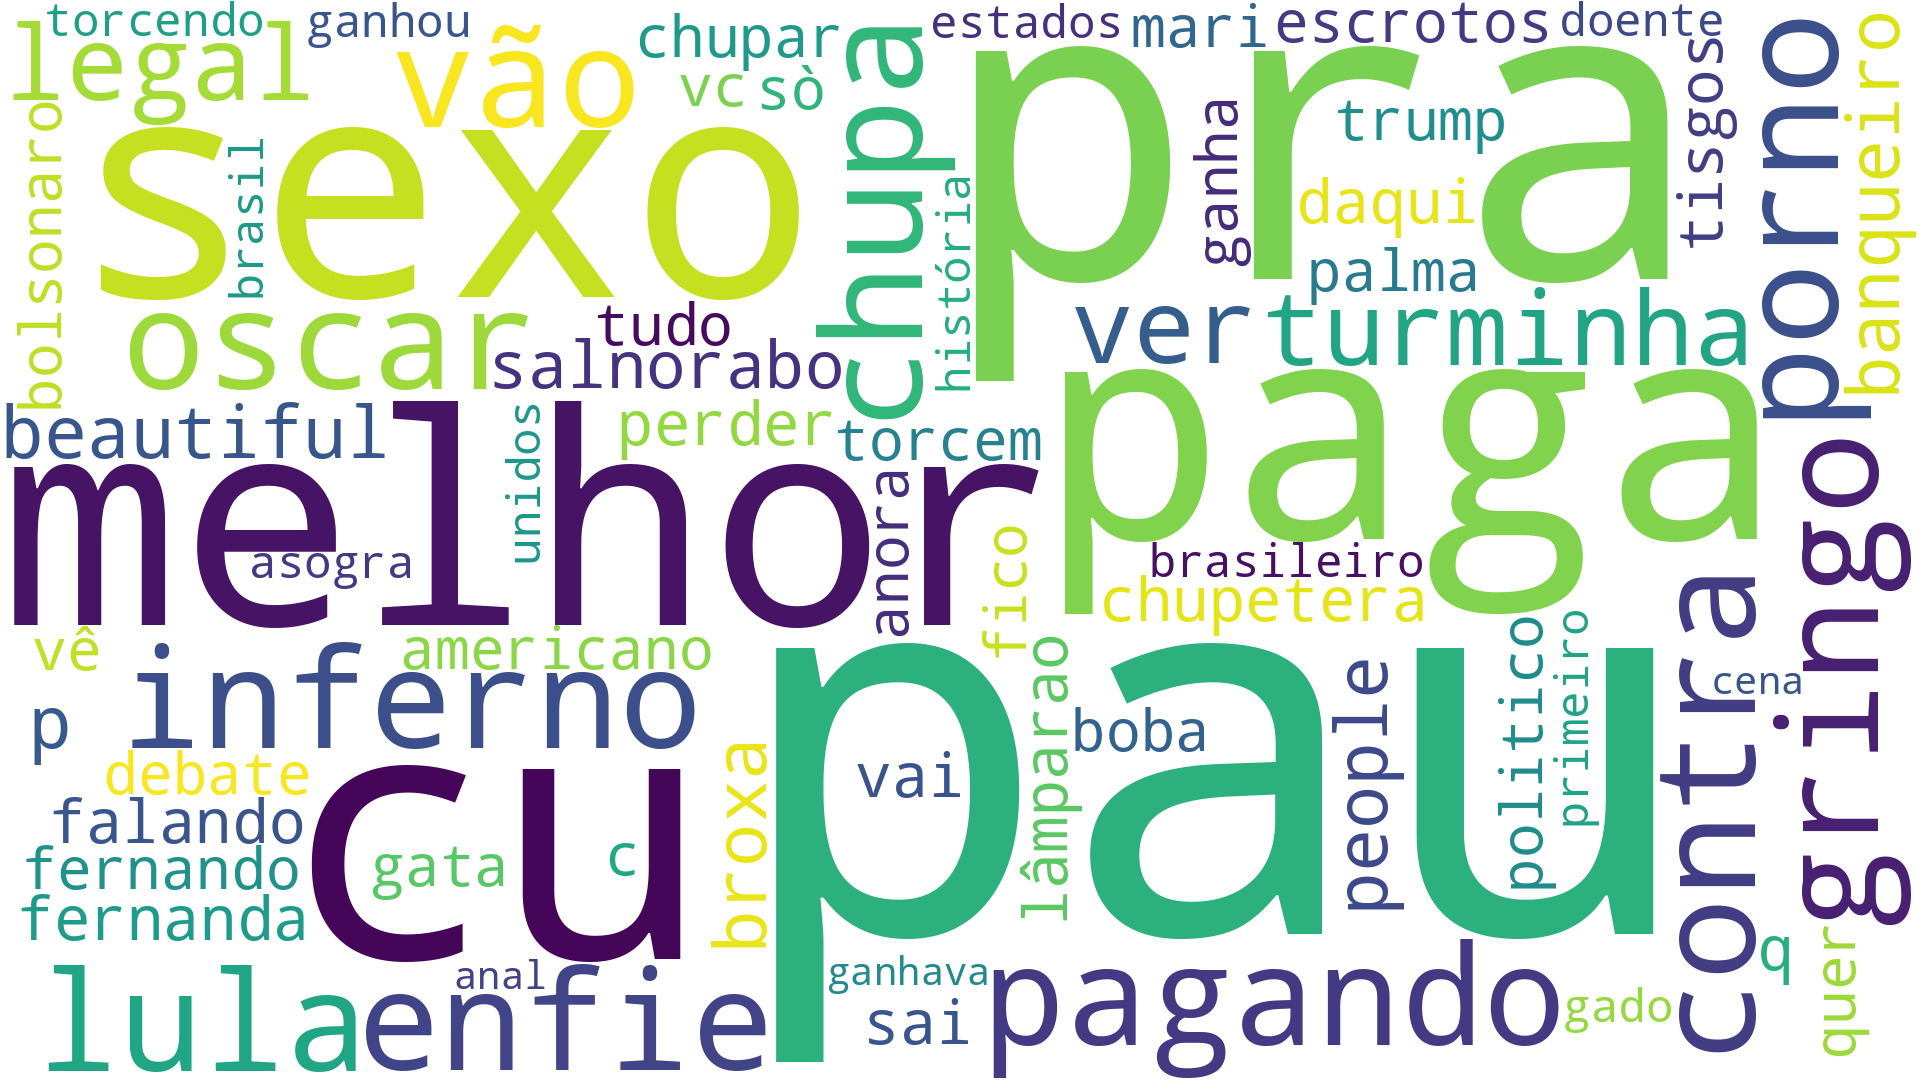 torcendo
ganhou
chupar
estados
mari
escrotos
doente
legal
vão
vc
sò
chupa
pra
trump
tisgos
porno
banqueiro
sexo
bolsonaro
brasil
história
ganha
daqui
palma
oscar
tudo
salnorabo
ver
turminha
beautiful
unidos
perder
torcem
paga
melhor
asogra
anora
fico
brasileiro
chupetera
contra
gringo
vê
americano
inferno
p
pau
lâmparao
boba
people
politico
primeiro
cena
debate
falando
cu
broxa
vai
fernando
gata
c
fernanda
lula
anal
enfie
ganhava
sai
pagando
gado
q
quer